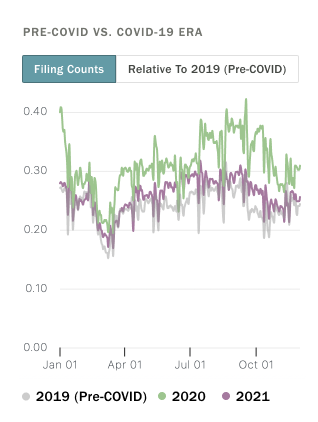 PRE-COVID VS. COVID-19 ERA
Filing Counts
Relative To 2019 (Pre-COVID)
0.40
0.30
0.20
0.10
0.00
Jan 01 Apr 01 Jul 01 Oct 01
2019 (Pre-COVID) 2020 2021